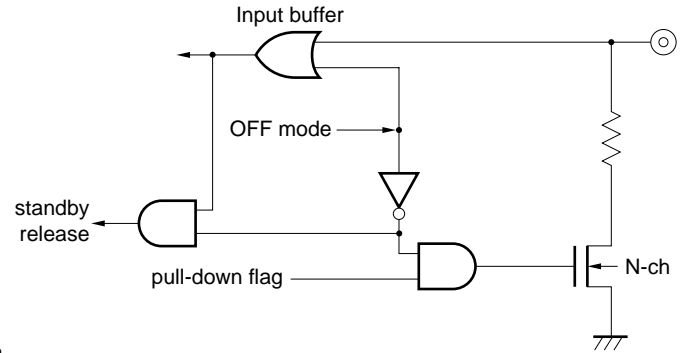 Input buffer
OFF mode
standby
release
pull-down flag
N-ch